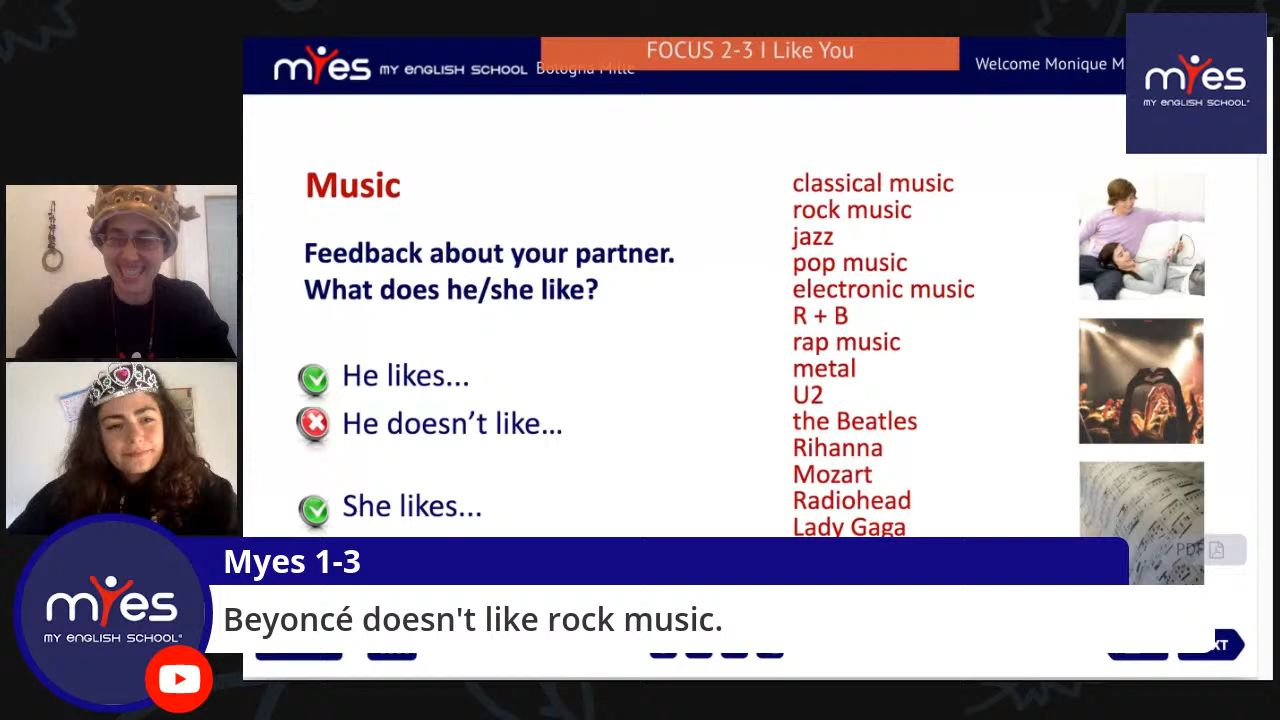 myes MY ENGLISH SCHOOL Bologna Mille
FOCUS 2-3 I Like You
Welcome Monique M
myes
MY ENGLISH SCHOOL
Music
Feedback about your partner.
What does he/she like?
He likes...
He doesn't like...
She likes...
classical music
rock music
jazz
pop music
electronic music
R + B
rap music
metal
U2
the Beatles
Rihanna
Mozart
Radiohead
Lady Gaga
PDF
Myes 1-3
Beyoncé doesn't like rock music.
myes
MY ENGLISH SCHOOL
XT